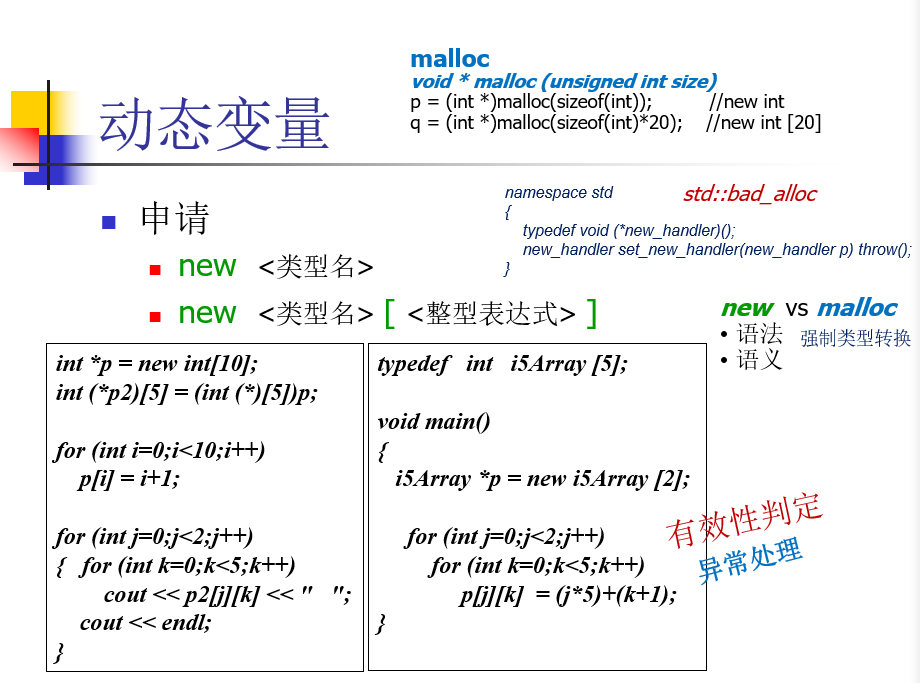 malloc
void * malloc (unsigned int size)
p = (int *)malloc(sizeof(int)); //new int
q = (int *)malloc(sizeof(int)*20); //new int [20]
动态变量
申请
new <类型名>
new <类型名> [ <整型表达式> ]
namespace std
{
typedef void (*new_handler)();
new_handler set_new_handler(new_handler p) throw();
}
std::bad_alloc
new vs malloc
• 语法 强制类型转换
• 语义
int *p = new int[10];
int (*p2)[5] = (int (*)[5])p;
for (int i=0;i<10;i++)
p[i] = i+1;
for (int j=0;j<2;j++)
{ for (int k=0;k<5;k++)
cout << p2[j][k] << "   ";
cout << endl;
}
typedef int i5Array [5];
void main()
{
i5Array *p = new i5Array [2];
for (int j=0;j<2;j++)
for (int k=0;k<5;k++)
p[j][k] = (j*5)+(k+1);
}
有效性判定
异常处理